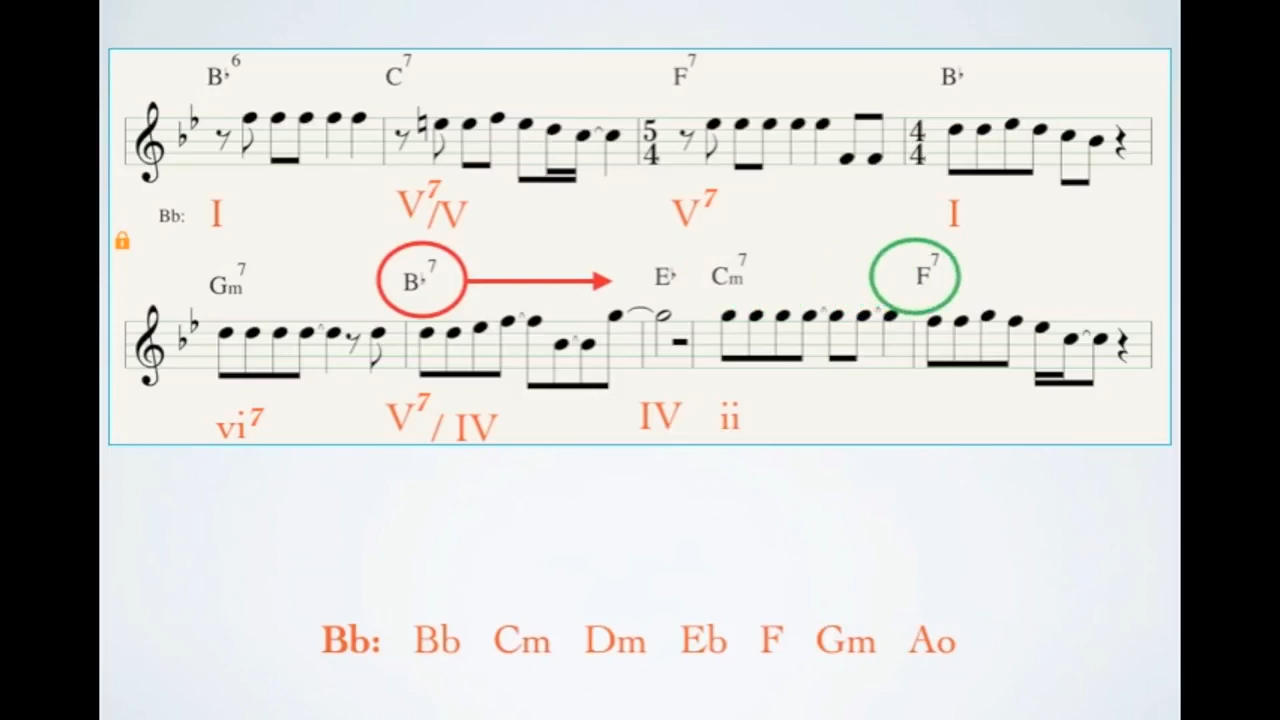 B♭6 C7 F7 B♭
5 4 4 4
Bb: I V7/V V7 I
Gm7 B♭7 E♭ Cm7 F7
vi7 V7/ IV IV ii
Bb: Bb Cm Dm Eb F Gm Ao